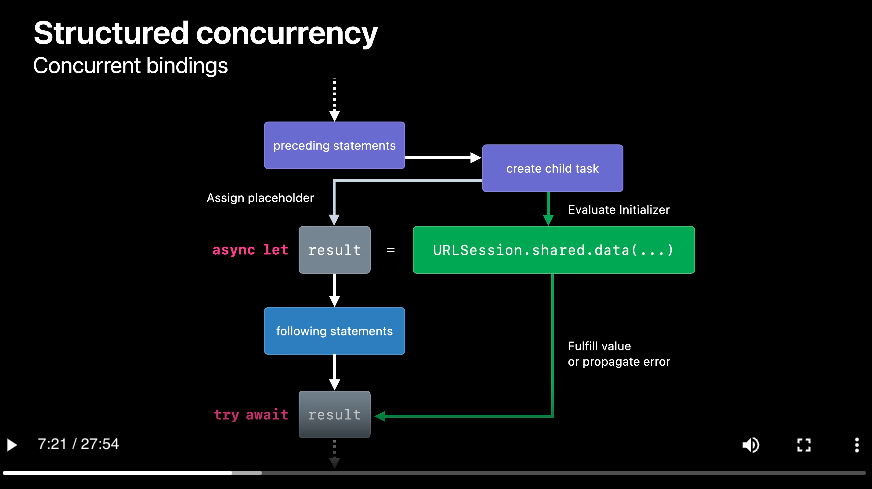 Structured concurrency
Concurrent bindings
preceding statements
create child task
Assign placeholder
Evaluate Initializer
async let result = URLSession.shared.data(...)
following statements
Fulfill value
or propagate error
try await result
7:21 / 27:54